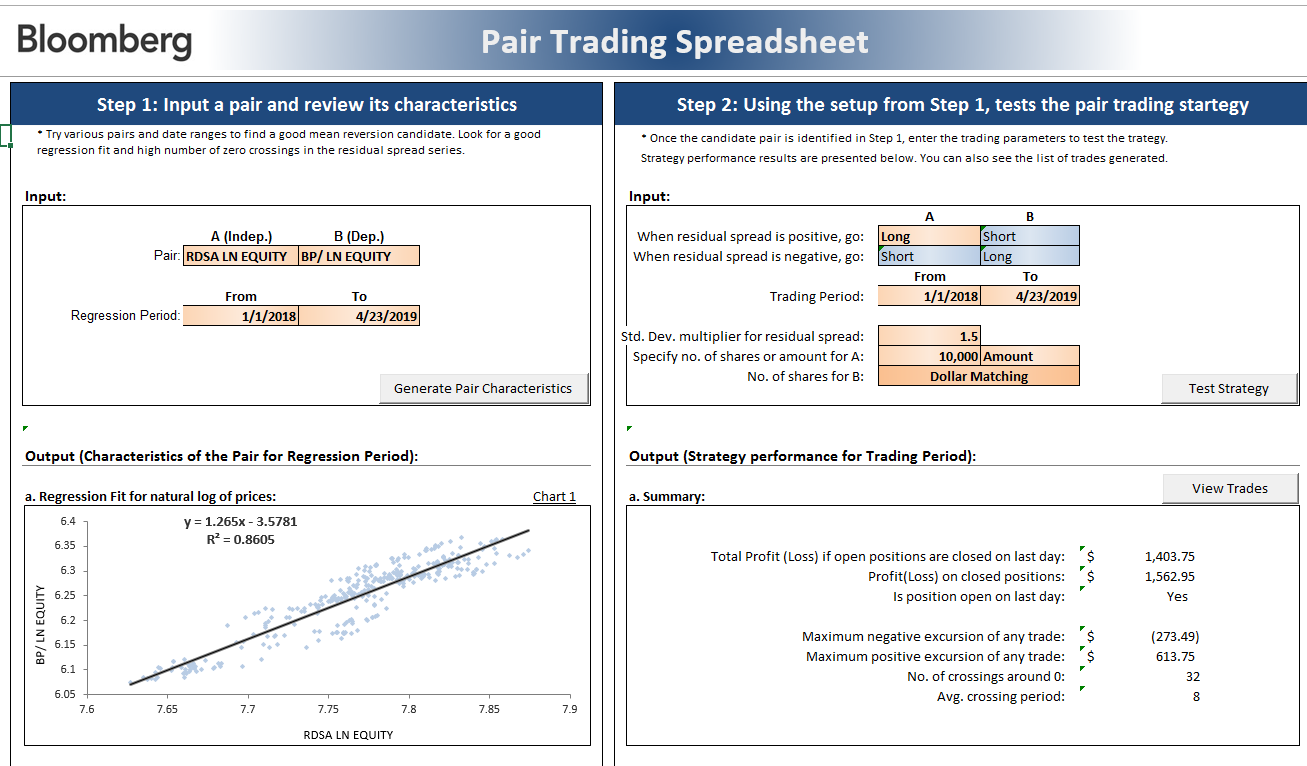 Bloomberg
Pair Trading Spreadsheet
Step 1: Input a pair and review its characteristics
* Try various pairs and date ranges to find a good mean reversion candidate. Look for a good
regression fit and high number of zero crossings in the residual spread series.
Input:
A (Indep.) B (Dep.)
Pair: RDSA LN EQUITY BP/ LN EQUITY
From To
Regression Period: 1/1/2018 4/23/2019
Generate Pair Characteristics
Output (Characteristics of the Pair for Regression Period):
a. Regression Fit for natural log of prices: Chart 1
y = 1.265x - 3.5781
R² = 0.8605
6.4
6.35
6.3
6.25
6.2
6.15
6.1
6.05
BP/ LN EQUITY
7.6 7.65 7.7 7.75 7.8 7.85 7.9
RDSA LN EQUITY
Step 2: Using the setup from Step 1, tests the pair trading startegy
* Once the candidate pair is identified in Step 1, enter the trading parameters to test the trategy.
Strategy performance results are presented below. You can also see the list of trades generated.
Input:
A B
When residual spread is positive, go: Long Short
When residual spread is negative, go: Short Long
From To
Trading Period: 1/1/2018 4/23/2019
Std. Dev. multiplier for residual spread: 1.5
Specify no. of shares or amount for A: 10,000 Amount
No. of shares for B: Dollar Matching
Test Strategy
Output (Strategy performance for Trading Period):
View Trades
a. Summary:
Total Profit (Loss) if open positions are closed on last day: $ 1,403.75
Profit(Loss) on closed positions: $ 1,562.95
Is position open on last day: Yes
Maximum negative excursion of any trade: $ (273.49)
Maximum positive excursion of any trade: $ 613.75
No. of crossings around 0: 32
Avg. crossing period: 8